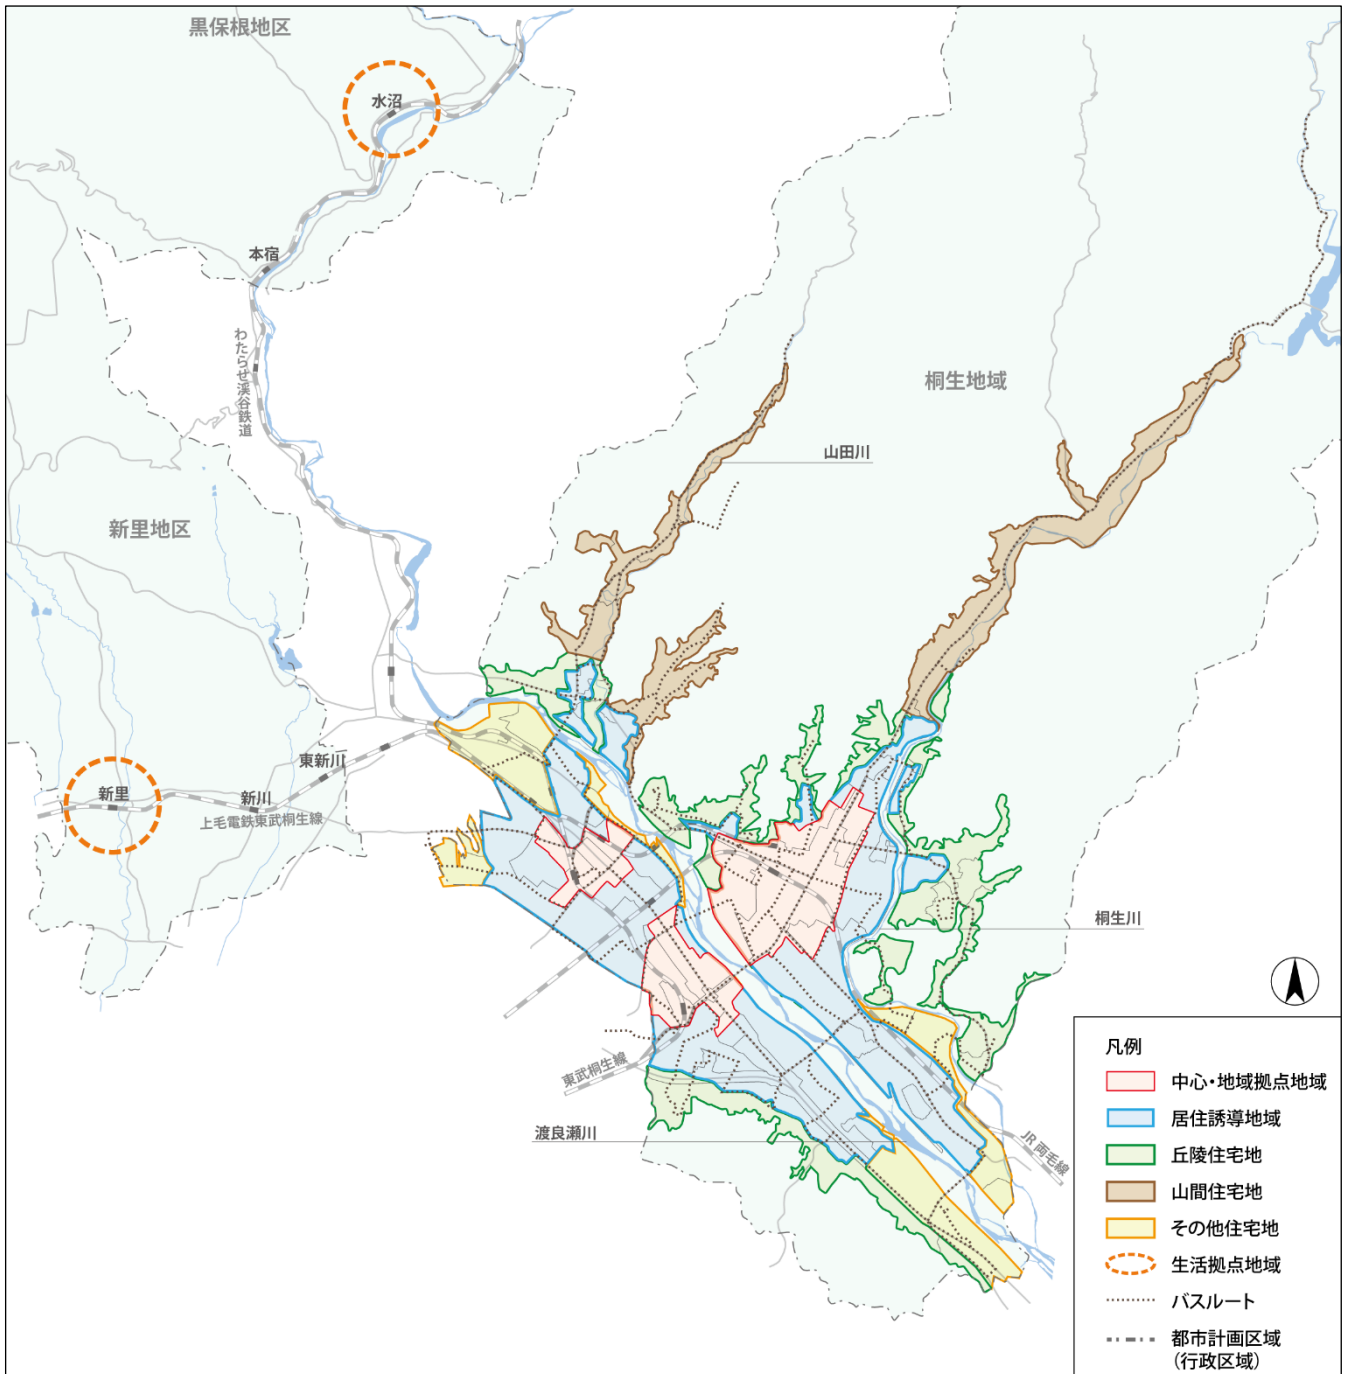 黒保根地区
水沼
本宿
わたらせ渓谷鉄道
桐生地域
山田川
新里地区
東新川
新里
新川
上毛電鉄東武桐生線
桐生川
東武桐生線
渡良瀬川
JR 両毛線
凡例
中心・地域拠点地域
居住誘導地域
丘陵住宅地
山間住宅地
その他住宅地
生活拠点地域
バスルート
都市計画区域
(行政区域)